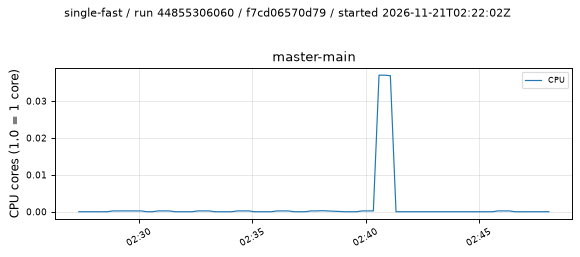 single-fast / run 44855306060 / f7cd06570d79 / started 2026-11-21T02:22:02Z
master-main
CPU
CPU cores (1.0 = 1 core)
0.03
0.02
0.01
0.00
02:30
02:35
02:40
02:45